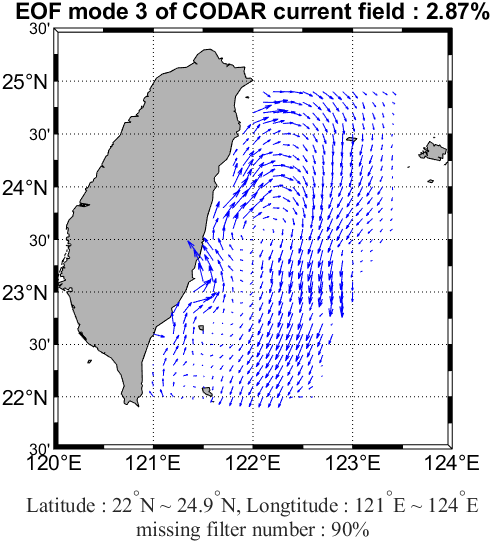 EOF mode 3 of CODAR current field : 2.87%
30'
25°N
30'
24°N
30'
23°N
30'
22°N
30'
120°E 121°E 122°E 123°E 124°E
Latitude : 22°N ~ 24.9°N, Longtitude : 121°E ~ 124°E
missing filter number : 90%